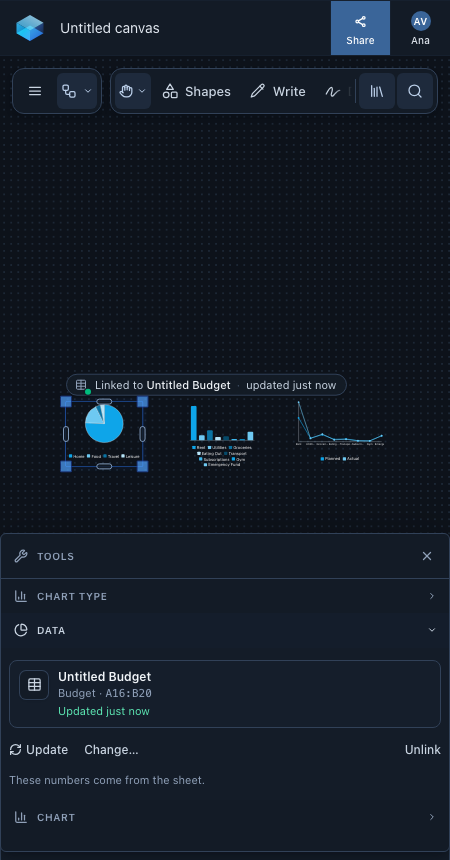 Untitled canvas
Share
AV
Ana
Shapes
Write
Linked to Untitled Budget · updated just now
Home Food Travel Leisure
Rent Utilities Groceries
Eating Out Transport
Subscriptions Gym
Emergency Fund
Planned Actual
TOOLS
CHART TYPE
DATA
Untitled Budget
Budget · A16:B20
Updated just now
Update Change... Unlink
These numbers come from the sheet.
CHART